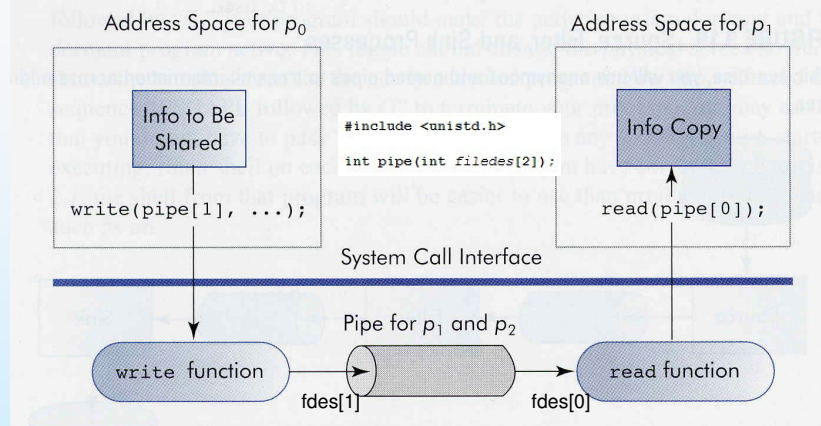 Address Space for p0
Address Space for p1
Info to Be
Shared
#include <unistd.h>
int pipe(int filedes[2]);
Info Copy
write(pipe[1], ...);
read(pipe[0]);
System Call Interface
Pipe for p1 and p2
write function
read function
fdes[1]
fdes[0]